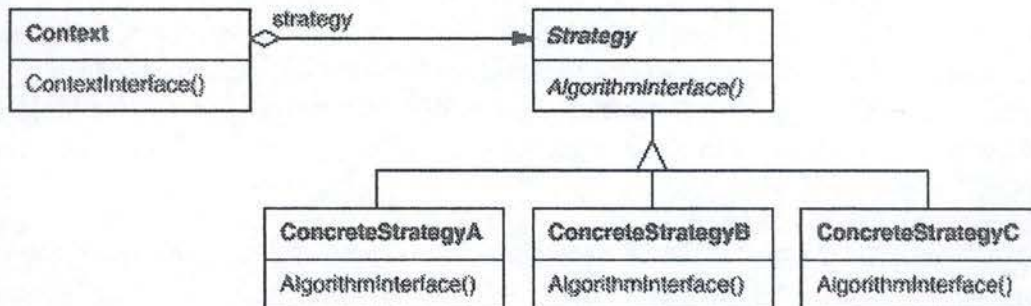 strategy
Context
Strategy
ContextInterface()
AlgorithmInterface()
ConcreteStrategyA
ConcreteStrategyB
ConcreteStrategyC
AlgorithmInterface()
AlgorithmInterface()
AlgorithmInterface()